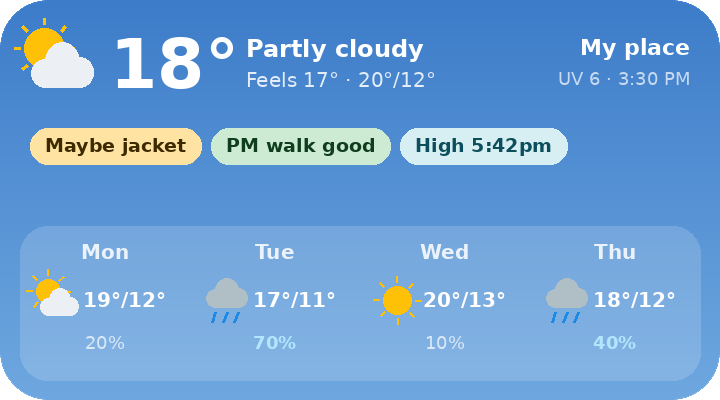 18° Partly cloudy My place
Feels 17° · 20°/12° UV 6 · 3:30 PM
Maybe jacket PM walk good High 5:42pm
Mon Tue Wed Thu
19°/12° 17°/11° 20°/13° 18°/12°
20% 70% 10% 40%